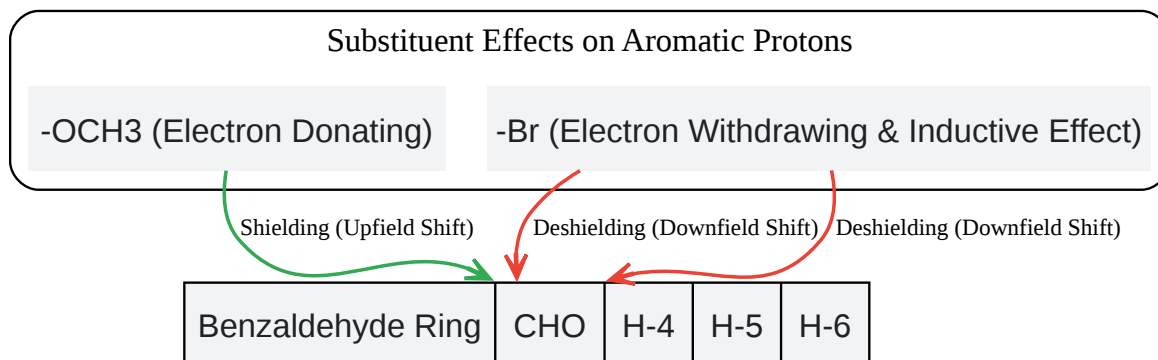 Substituent Effects on Aromatic Protons
-OCH3 (Electron Donating)
-Br (Electron Withdrawing & Inductive Effect)
Shielding (Upfield Shift)
Deshielding (Downfield Shift)
Deshielding (Downfield Shift)
Benzaldehyde Ring
CHO
H-4
H-5
H-6